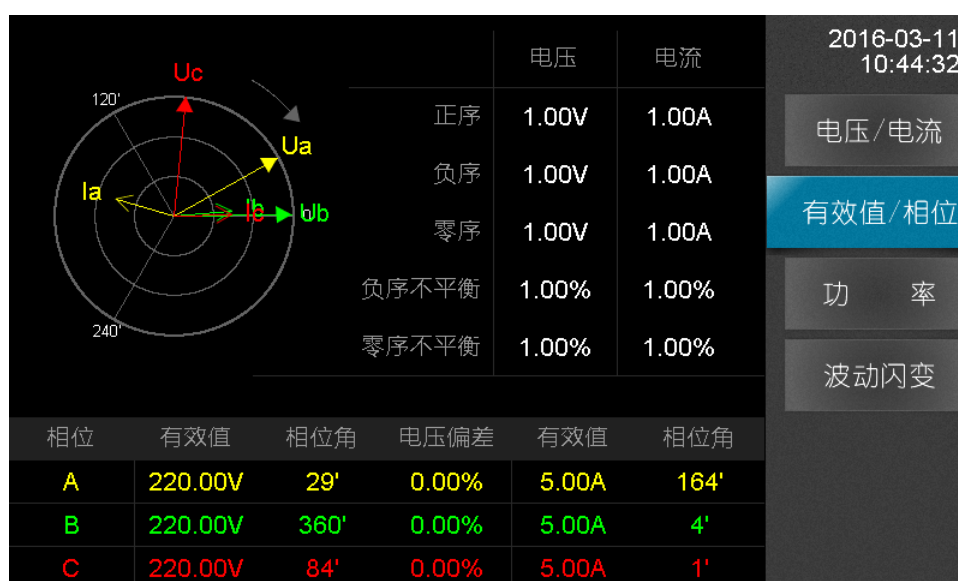 2016-03-11
10:44:32
Uc
120'
Ua
Ia
Ub
240'
电压 电流
正序 1.00V 1.00A
负序 1.00V 1.00A
零序 1.00V 1.00A
负序不平衡 1.00% 1.00%
零序不平衡 1.00% 1.00%
电压/电流
有效值/相位
功 率
波动闪变
相位 有效值 相位角 电压偏差 有效值 相位角
A 220.00V 29' 0.00% 5.00A 164'
B 220.00V 360' 0.00% 5.00A 4'
C 220.00V 84' 0.00% 5.00A 1'